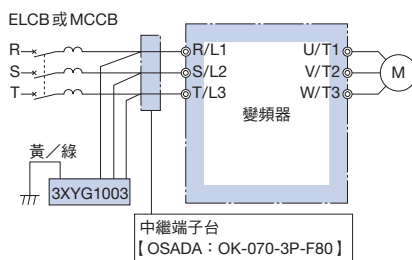 ELCB或MCCB
R
S
T
R/L1
S/L2
T/L3
U/T1
V/T2
W/T3
M
變頻器
黃／綠
3XYG1003
中繼端子台
【OSADA：OK-070-3P-F80】